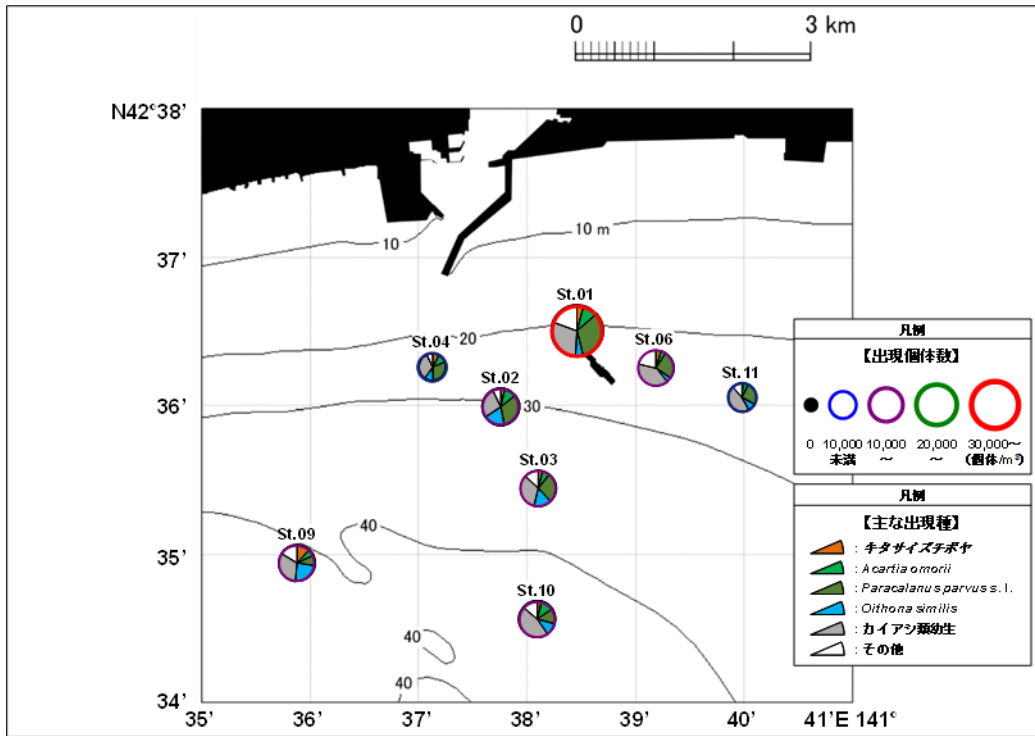 0 3 km
N42°38’
10
10 m
37’
St.01
20
St.04
St.06
St.02
St.11
36’
30
St.03
40
St.09
35’
St.10
40
40
34’
35’ 36’ 37’ 38’ 39’ 40’ 41’E 141°
凡例
【出現個体数】
0 10,000 10,000 20,000 30,000～
未満 ～ ～ (個体/m³)
凡例
【主な出現種】
: キタサイズチボヤ
: Acartia omorii
: Paracalanus parvus s. l.
: Oithona similis
: カイアシ類幼生
: その他